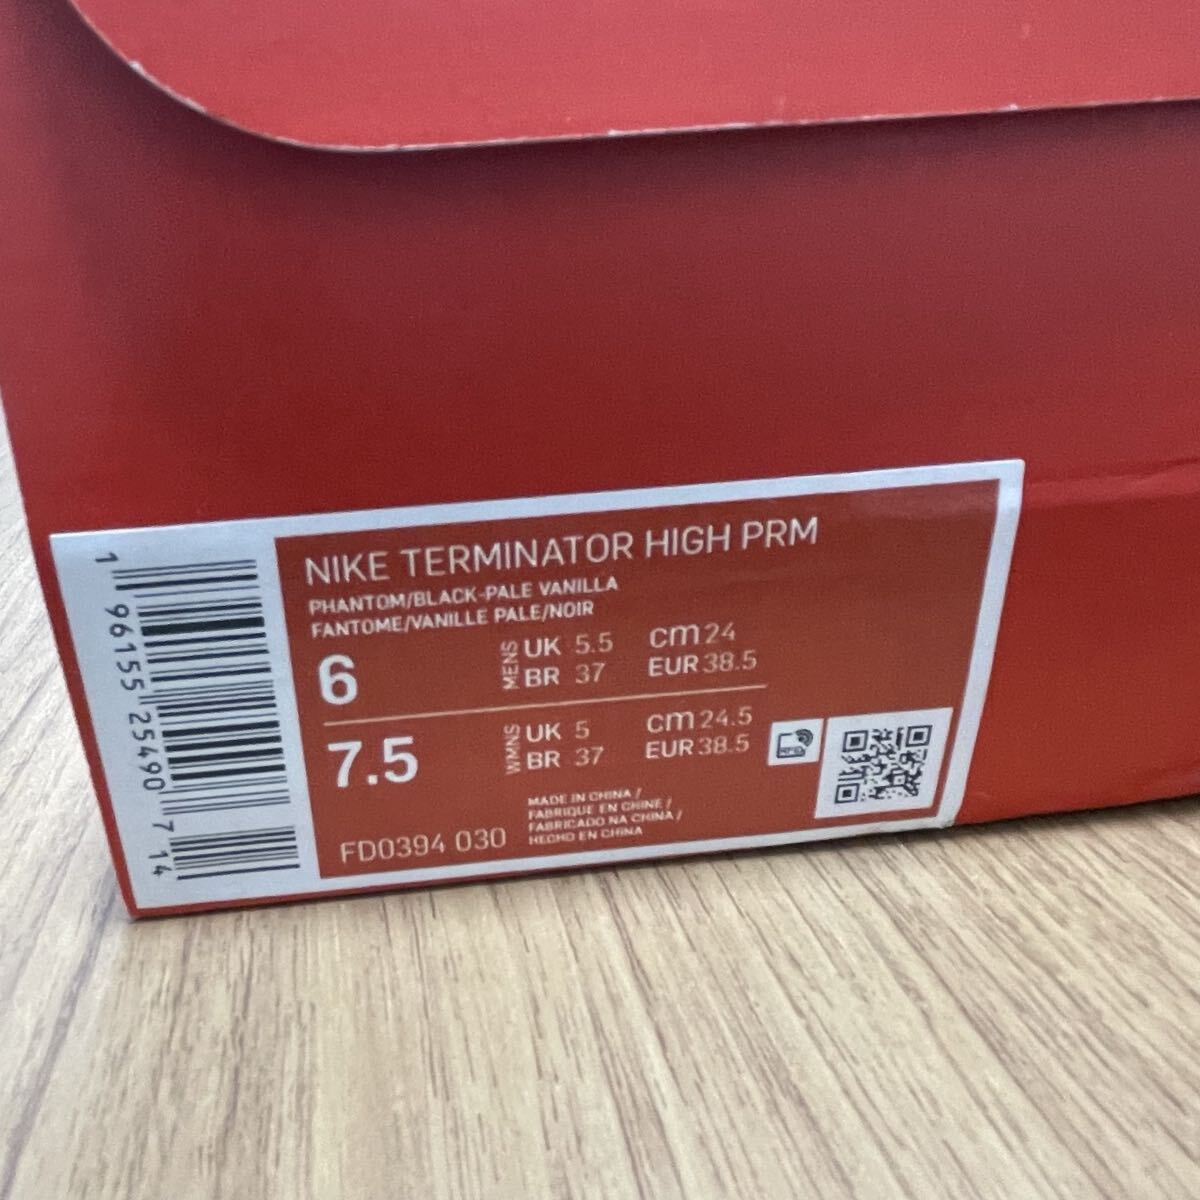 NIKE TERMINATOR HIGH PRM
PHANTOM/BLACK-PALE VANILLA
FANTOME/VANILLE PALE/NOIR
6 MENS UK 5.5 cm 24
BR 37 EUR 38.5
7.5 WMNS UK 5 cm 24.5
BR 37 EUR 38.5
FD0394 030
MADE IN CHINA /
FABRIQUE EN CHINE /
FABRICADO NA CHINA /
HECHO EN CHINA
RFID
1 96155 25490 7 14